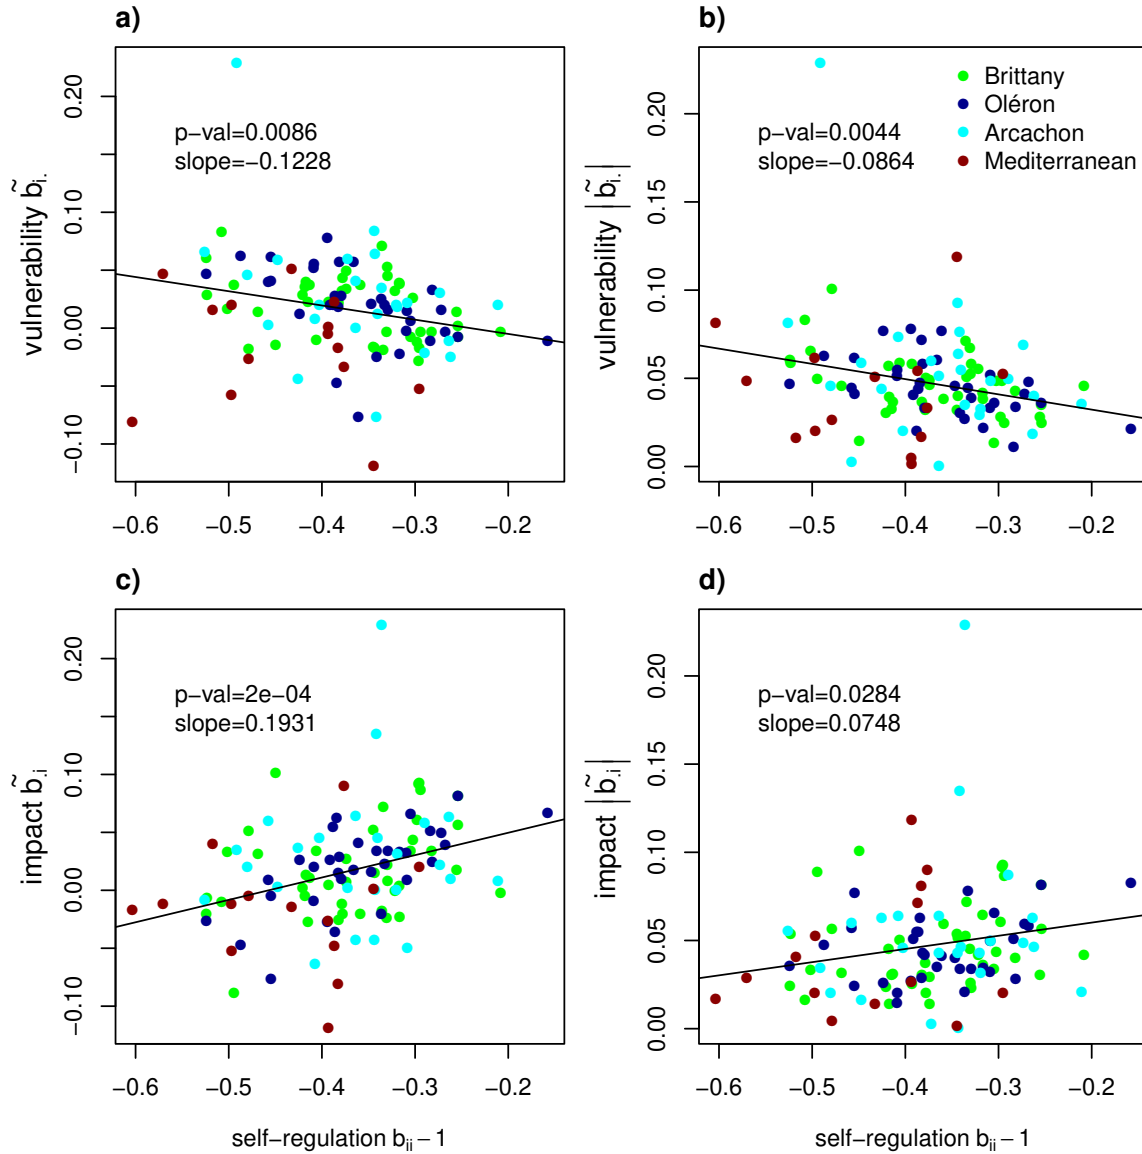 a)
vulnerability b̃i.
0.20
0.10
0.00
−0.10
p−val=0.0086
slope=−0.1228
−0.6 −0.5 −0.4 −0.3 −0.2
b)
vulnerability |b̃i.|
0.20
0.15
0.10
0.05
0.00
p−val=0.0044
slope=−0.0864
Brittany
Oléron
Arcachon
Mediterranean
−0.6 −0.5 −0.4 −0.3 −0.2
c)
impact b̃.i
0.20
0.10
0.00
−0.10
p−val=2e−04
slope=0.1931
−0.6 −0.5 −0.4 −0.3 −0.2
self−regulation bii − 1
d)
impact |b̃.i|
0.20
0.15
0.10
0.05
0.00
p−val=0.0284
slope=0.0748
−0.6 −0.5 −0.4 −0.3 −0.2
self−regulation bii − 1